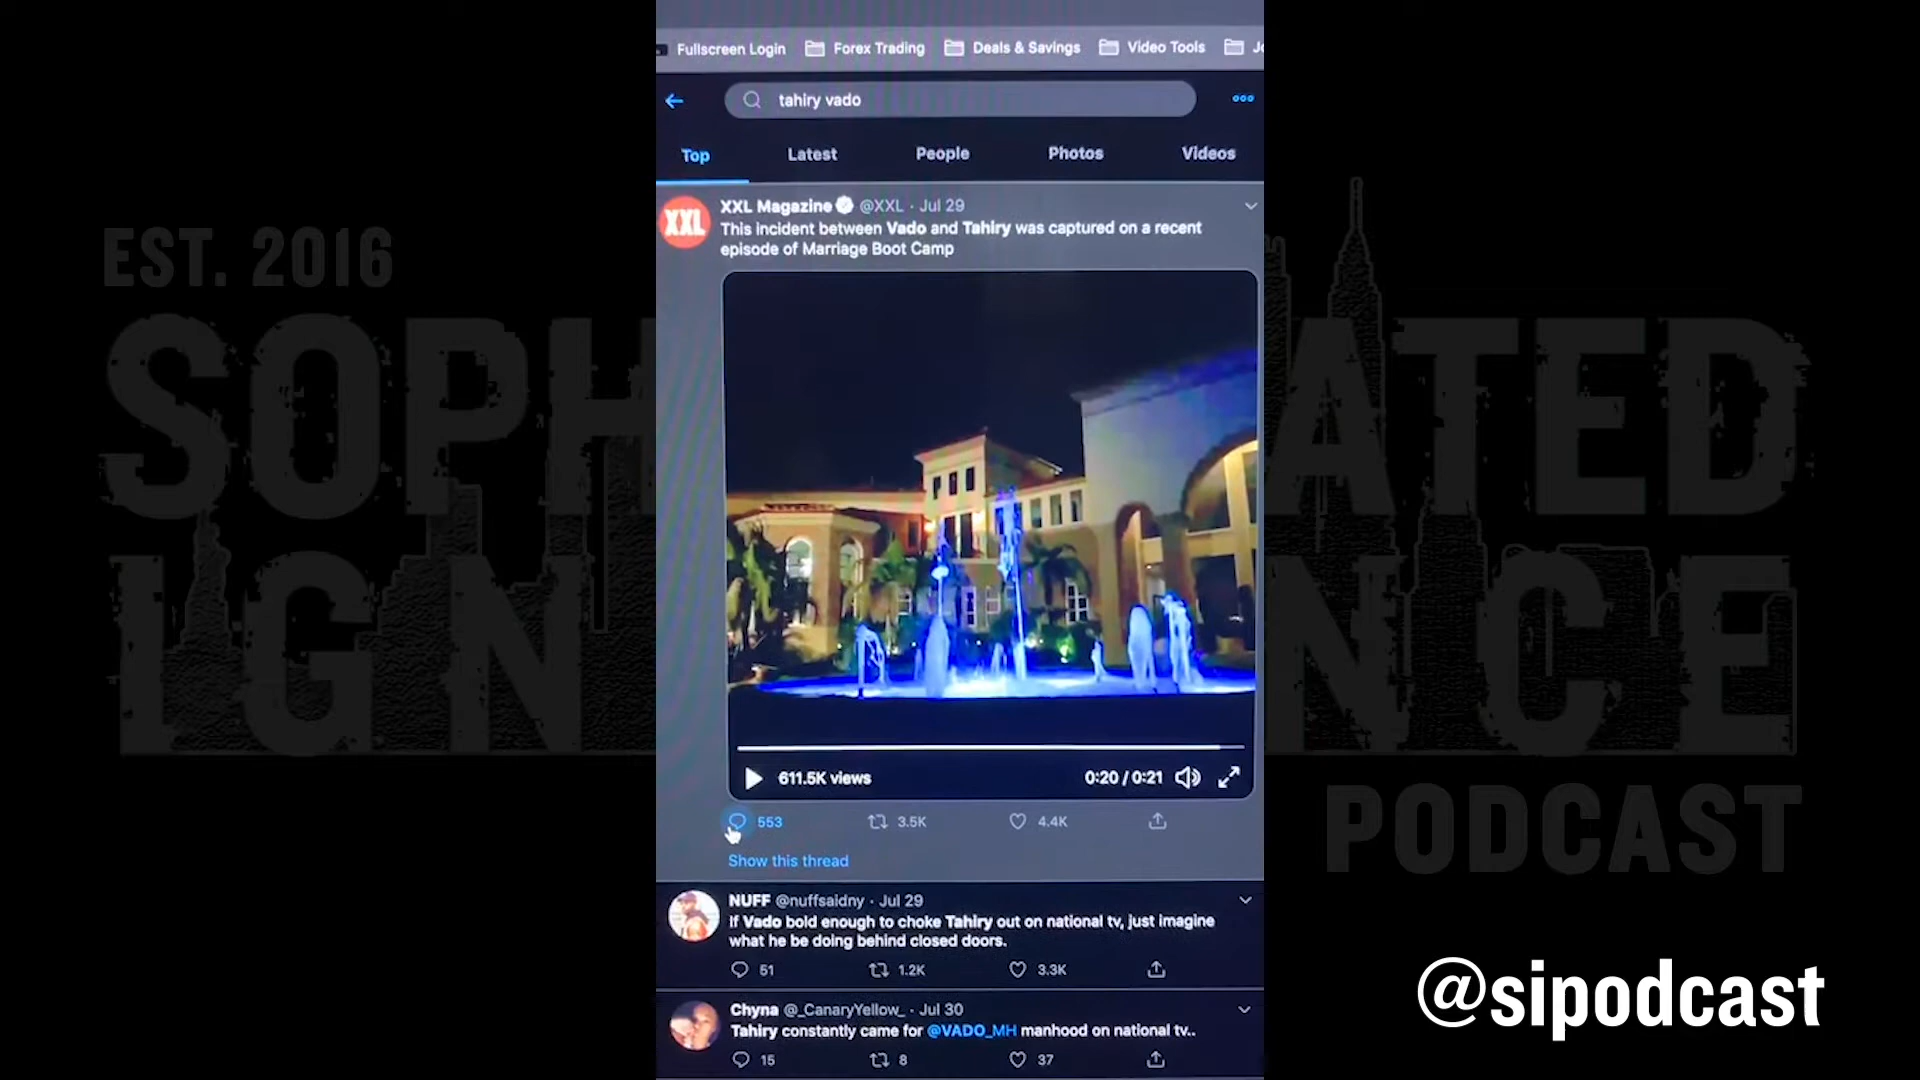 Fullscreen Login Forex Trading Deals & Savings Video Tools
tahiry vado
Top Latest People Photos Videos
XXL
XXL Magazine @XXL · Jul 29
This incident between Vado and Tahiry was captured on a recent
episode of Marriage Boot Camp
611.5K views 0:20 / 0:21
553 3.5K 4.4K
Show this thread
NUFF @nuffsaidny · Jul 29
If Vado bold enough to choke Tahiry out on national tv, just imagine
what he be doing behind closed doors.
51 1.2K 3.3K
Chyna @_CanaryYellow_ · Jul 30
Tahiry constantly came for @VADO_MH manhood on national tv..
15 8 37
EST. 2016
SOPH ATED
IGN NCE
PODCAST
@sipodcast